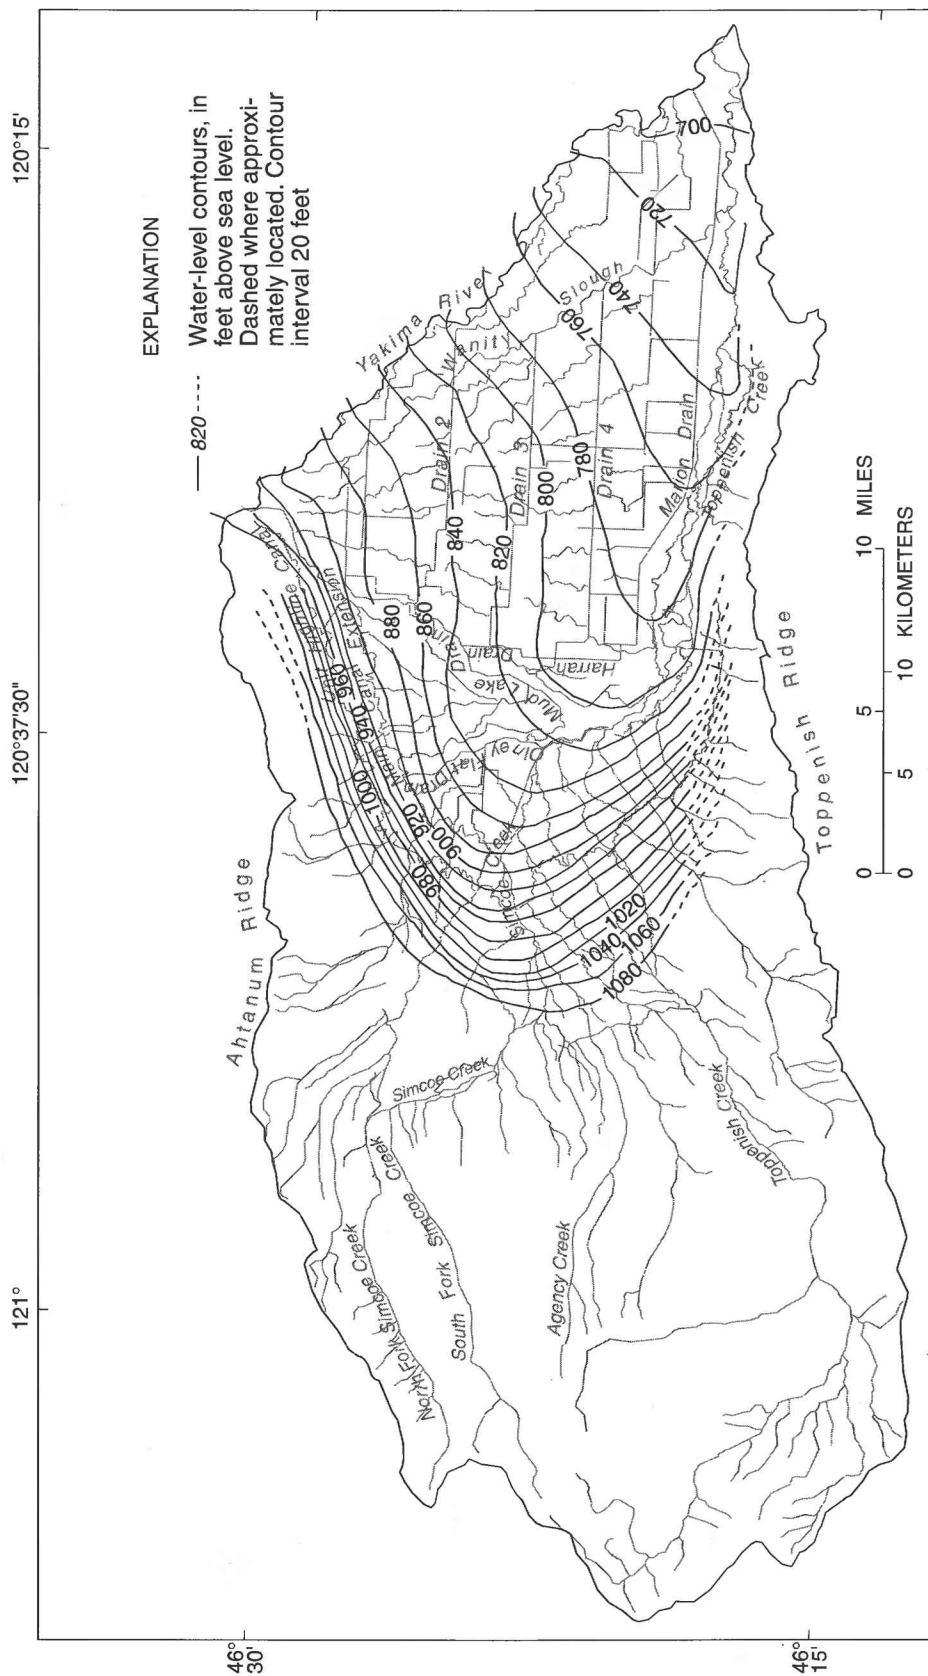 120°15'
120°37'30"
121°
46°
30'
46°
15'
EXPLANATION
— 820 ----
Water-level contours, in
feet above sea level.
Dashed where approxi-
mately located. Contour
interval 20 feet
Ahtanum Ridge
Toppenish Ridge
North Fork Simcoe Creek
South Fork Simcoe Creek
Simcoe Creek
Agency Creek
Toppenish Creek
Simcoe Creek
Main Canal Extension
Olney Flat Drain
Mud Lake Drain
Harrah Drain
Yakima River
Wanity Slough
Drain 2
Drain 3
Drain 4
Marion Drain
Toppenish Creek
1080
1060
1040
1020
1000
980
960
940
920
900
880
860
840
820
800
780
760
740
720
700
0 5 10 MILES
0 5 10 KILOMETERS